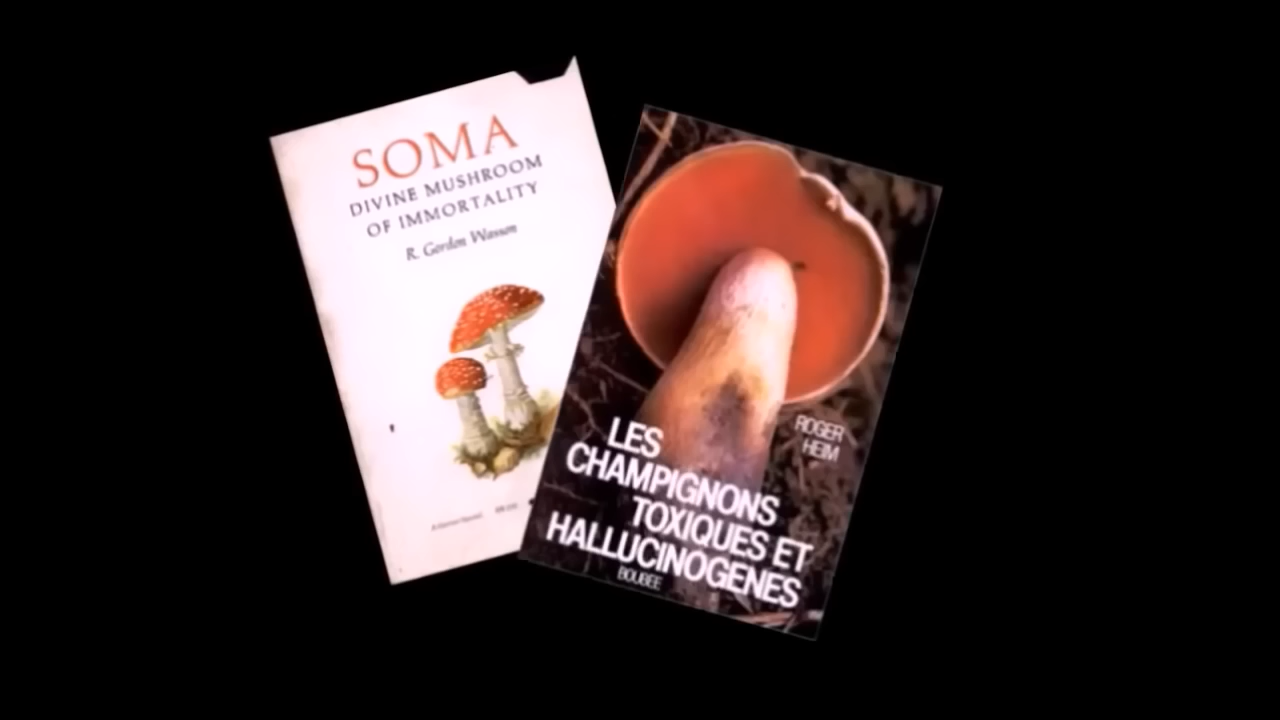 SOMA
DIVINE MUSHROOM
OF IMMORTALITY
R. Gordon Wasson
ROGER
HEIM
LES
CHAMPIGNONS
TOXIQUES ET
HALLUCINOGENES
BOUBEE